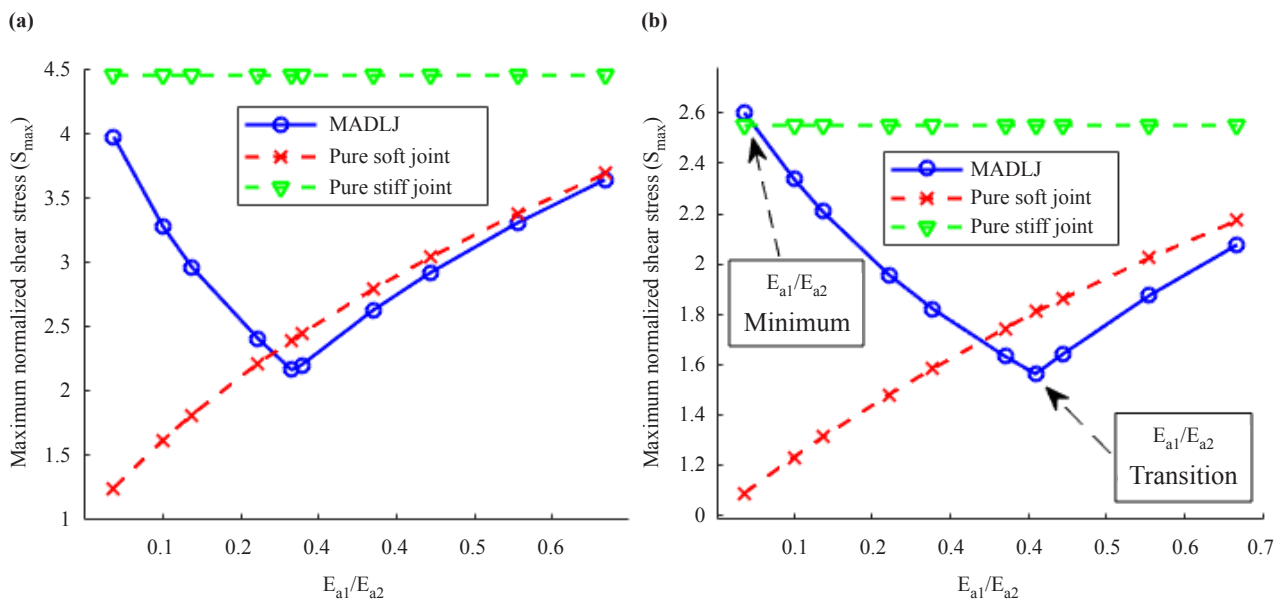 (a)
Maximum normalized shear stress (Smax)
4.5
4
3.5
3
2.5
2
1.5
1
MADLJ
Pure soft joint
Pure stiff joint
0.1 0.2 0.4 0.4 0.5 0.6
Ea1/Ea2
(b)
Maximum normalized shear stress (Smax)
2.6
2.4
2.2
2
1.8
1.6
1.4
1.2
0
MADLJ
Pure soft joint
Pure stiff joint
Ea1/Ea2
Minimum
Ea1/Ea2
Transition
0.1 0.2 0.4 0.4 0.5 0.6 0.7
Ea1/Ea2